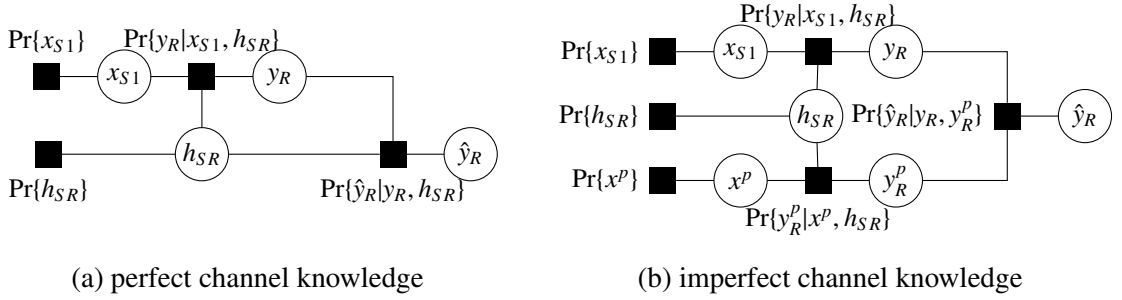 Pr{x_{S1}}
Pr{y_R|x_{S1}, h_{SR}}
x_{S1}
y_R
h_{SR}
ŷ_R
Pr{h_{SR}}
Pr{ŷ_R|y_R, h_{SR}}
(a) perfect channel knowledge
Pr{y_R|x_{S1}, h_{SR}}
Pr{x_{S1}}
x_{S1}
y_R
Pr{h_{SR}}
h_{SR}
Pr{ŷ_R|y_R, y_R^p}
ŷ_R
Pr{x^p}
x^p
y_R^p
Pr{y_R^p|x^p, h_{SR}}
(b) imperfect channel knowledge